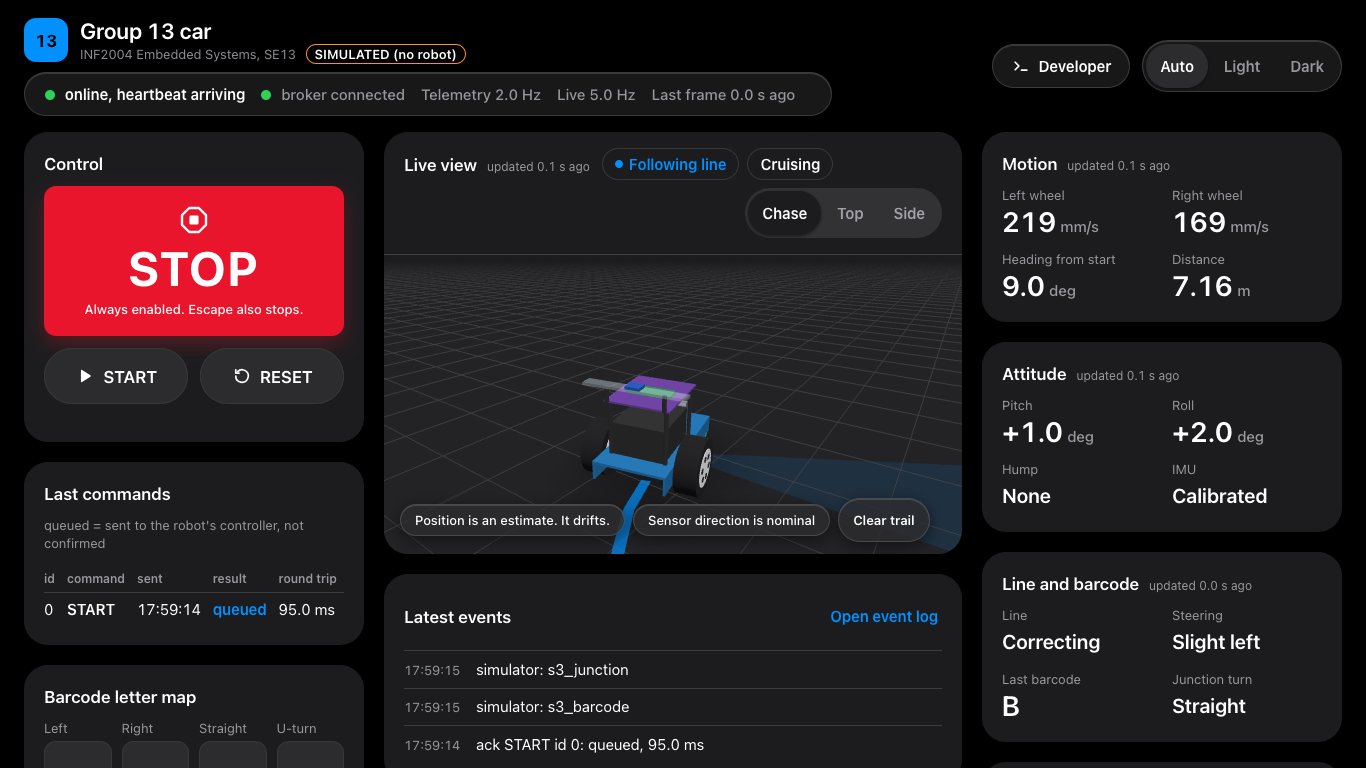 13
Group 13 car
INF2004 Embedded Systems, SE13
SIMULATED (no robot)
online, heartbeat arriving
broker connected
Telemetry 2.0 Hz
Live 5.0 Hz
Last frame 0.0 s ago
Developer
Auto
Light
Dark
Control
STOP
Always enabled. Escape also stops.
START
RESET
Last commands
queued = sent to the robot's controller, not
confirmed
id command sent result round trip
0 START 17:59:14 queued 95.0 ms
Barcode letter map
Left Right Straight U-turn
Live view updated 0.1 s ago
Following line
Cruising
Chase
Top
Side
Position is an estimate. It drifts.
Sensor direction is nominal
Clear trail
Latest events
Open event log
17:59:15 simulator: s3_junction
17:59:15 simulator: s3_barcode
17:59:14 ack START id 0: queued, 95.0 ms
Motion updated 0.1 s ago
Left wheel Right wheel
219 mm/s 169 mm/s
Heading from start Distance
9.0 deg 7.16 m
Attitude updated 0.1 s ago
Pitch Roll
+1.0 deg +2.0 deg
Hump IMU
None Calibrated
Line and barcode updated 0.0 s ago
Line Steering
Correcting Slight left
Last barcode Junction turn
B Straight